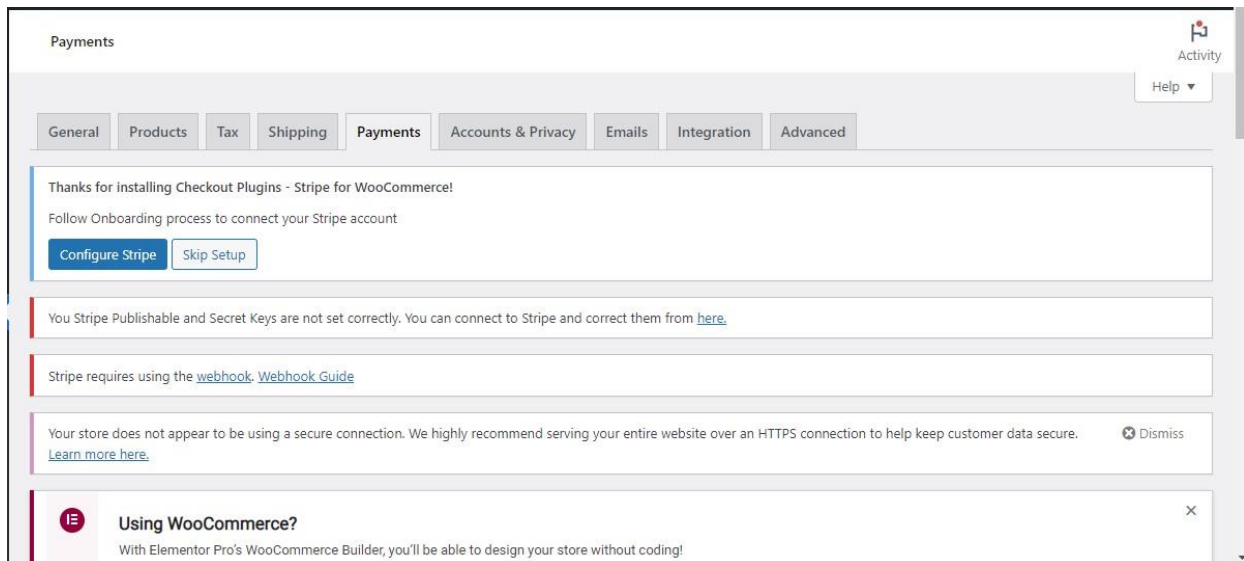 Payments
Activity
Help
General Products Tax Shipping Payments Accounts & Privacy Emails Integration Advanced
Thanks for installing Checkout Plugins - Stripe for WooCommerce!
Follow Onboarding process to connect your Stripe account
Configure Stripe Skip Setup
You Stripe Publishable and Secret Keys are not set correctly. You can connect to Stripe and correct them from here.
Stripe requires using the webhook. Webhook Guide
Your store does not appear to be using a secure connection. We highly recommend serving your entire website over an HTTPS connection to help keep customer data secure. Dismiss
Learn more here.
Using WooCommerce?
With Elementor Pro's WooCommerce Builder, you'll be able to design your store without coding!